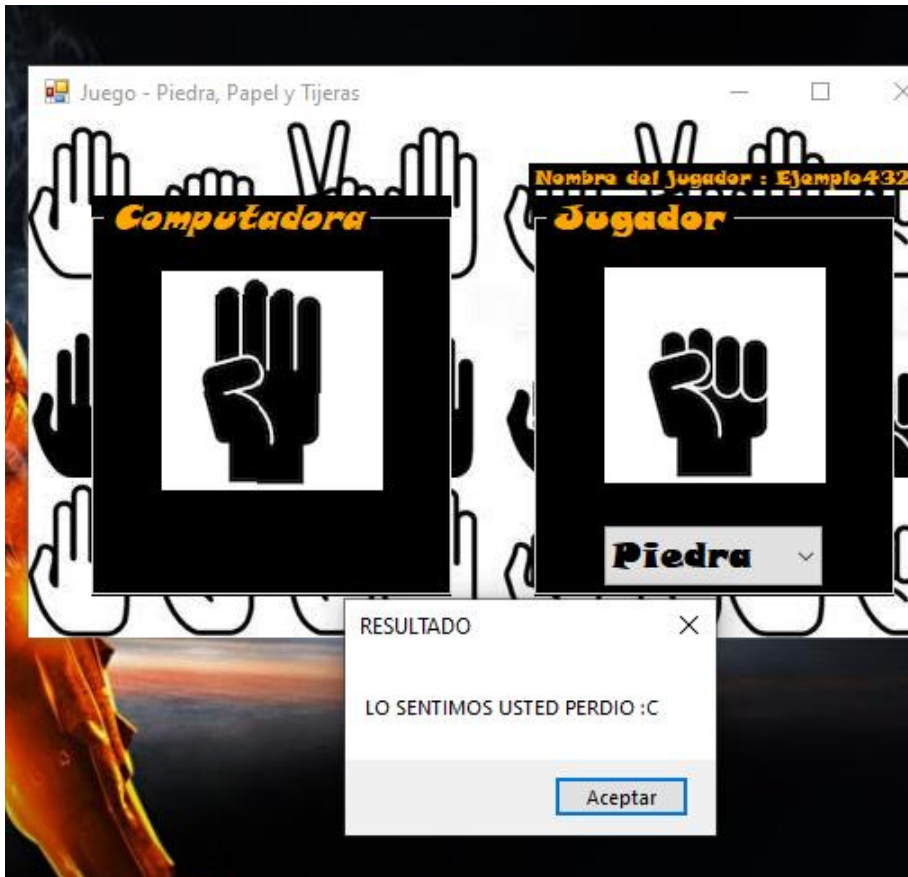 Juego - Piedra, Papel y Tijeras
Nombre del Jugador : Ejemplo432
Computadora
Jugador
Piedra
RESULTADO
LO SENTIMOS USTED PERDIO :C
Aceptar